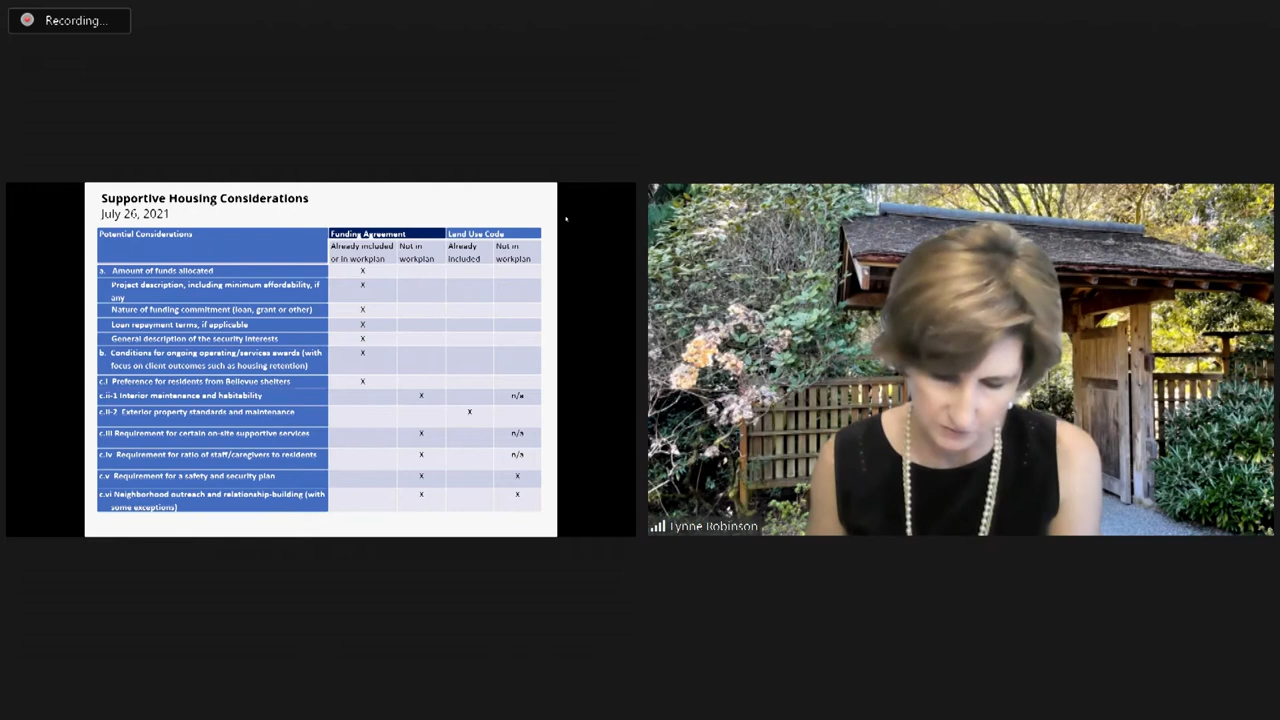 Recording...
Supportive Housing Considerations
July 26, 2021
Potential Considerations
Funding Agreement
Land Use Code
Already included or in workplan
Not in workplan
Already included
Not in workplan
a. Amount of funds allocated X
Project description, including minimum affordability, if X
any
Nature of funding commitment (loan, grant or other) X
Loan repayment terms, if applicable X
General description of the security interests X
b. Conditions for ongoing operating/services awards (with X
focus on client outcomes such as housing retention)
c.i Preference for residents from Bellevue shelters X
c.ii-1 Interior maintenance and habitability X n/a
c.ii-2 Exterior property standards and maintenance X
c.iii Requirement for certain on-site supportive services X n/a
c.iv Requirement for ratio of staff/caregivers to residents X n/a
c.v Requirement for a safety and security plan X X
c.vi Neighborhood outreach and relationship-building (with X X
some exceptions)
Lynne Robinson